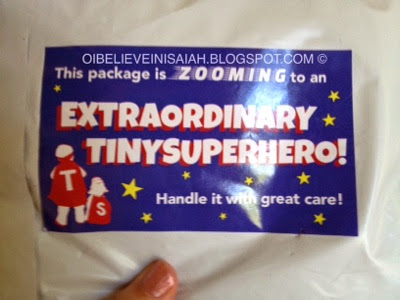 OIBELIEVEINISAIAH.BLOGSPOT.COM ©
This package is ZOOMING to an
EXTRAORDINARY
TINYSUPERHERO!
T
S
Handle it with great care!